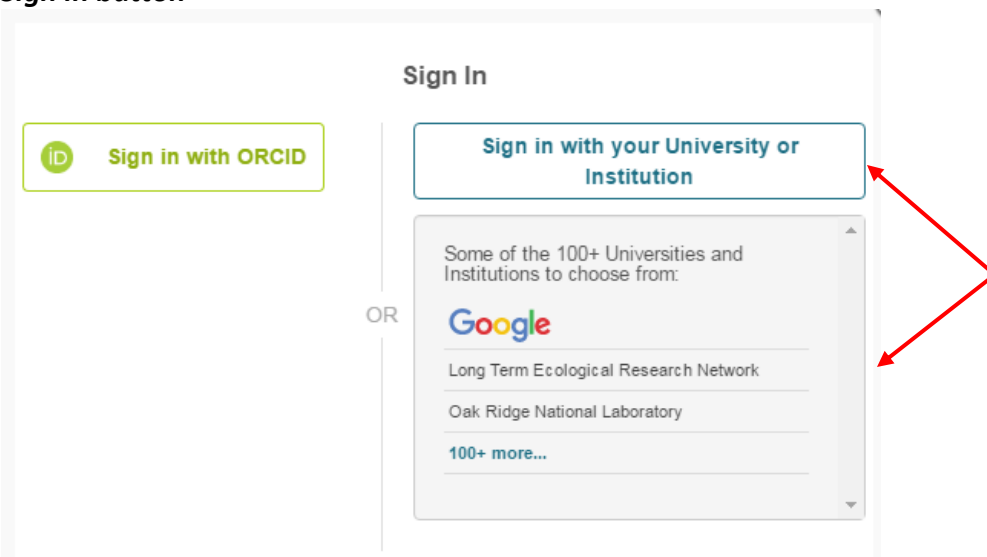 Sign In
iD Sign in with ORCID
OR
Sign in with your University or
Institution
Some of the 100+ Universities and
Institutions to choose from:
Google
Long Term Ecological Research Network
Oak Ridge National Laboratory
100+ more...